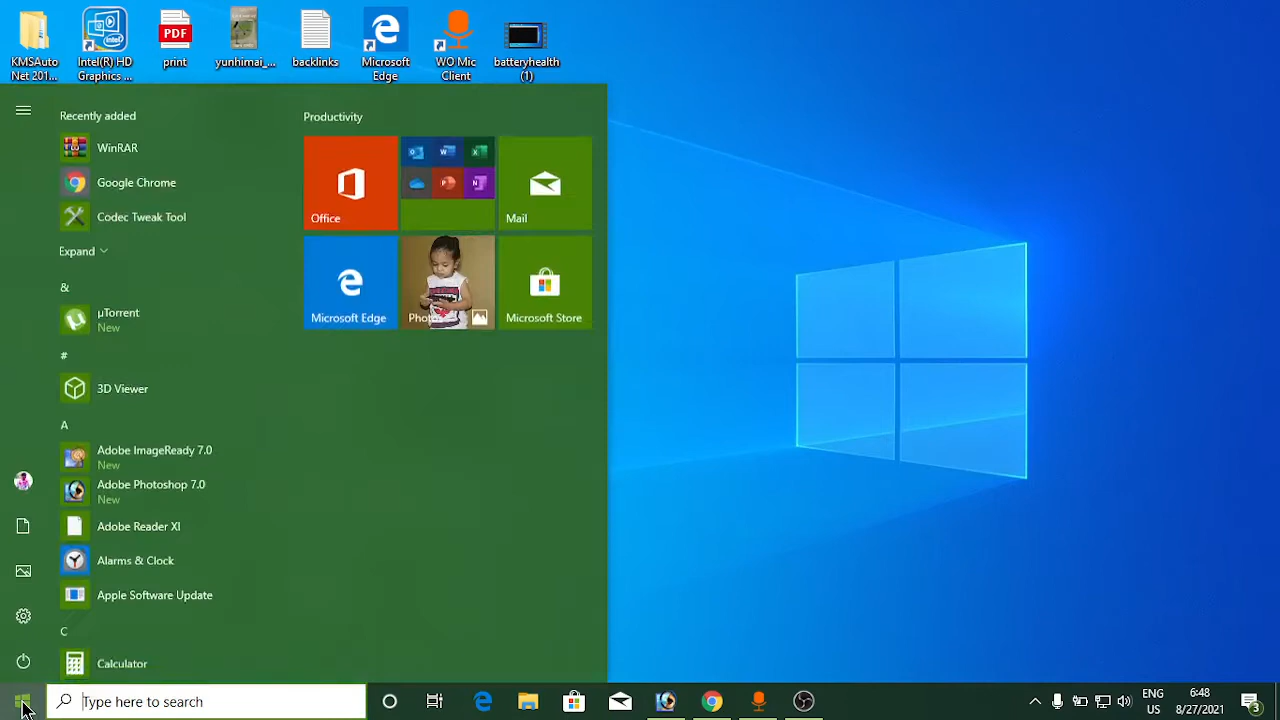 KMSAuto
Net 201...
Intel(R) HD
Graphics ...
PDF
print
yunhimai_...
backlinks
Microsoft
Edge
WO Mic
Client
batteryhealth
(1)
Recently added
WinRAR
Google Chrome
Codec Tweak Tool
Expand
&
µTorrent
New
#
3D Viewer
A
Adobe ImageReady 7.0
New
Adobe Photoshop 7.0
New
Adobe Reader XI
Alarms & Clock
Apple Software Update
C
Calculator
Productivity
Office
Mail
Microsoft Edge
Photos
Microsoft Store
Type here to search
ENG
US
8:48
8/27/2021
3